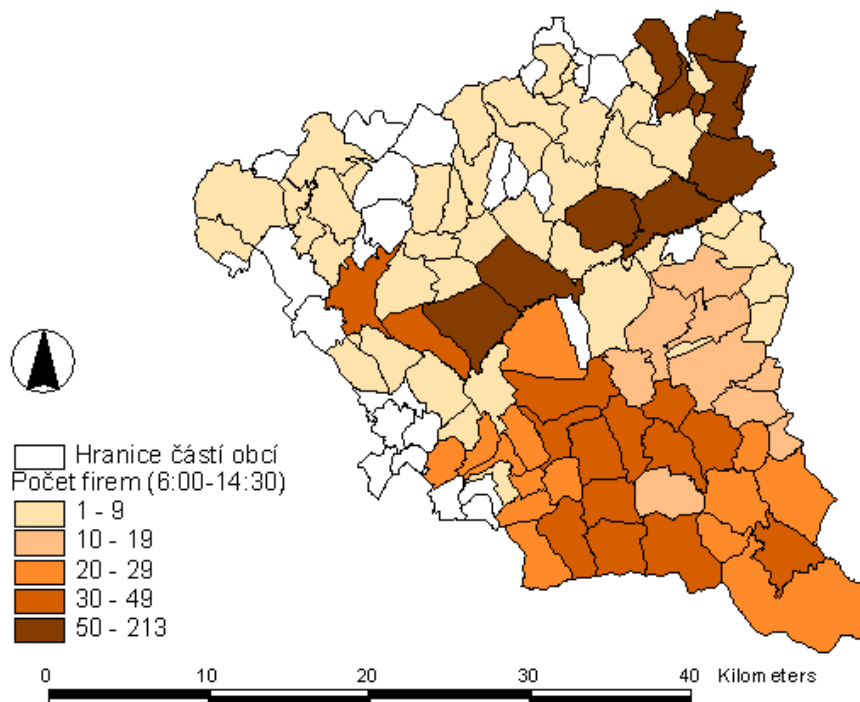 Hranice částí obcí
Počet firem (6:00-14:30)
1 - 9
10 - 19
20 - 29
30 - 49
50 - 213
0 10 20 30 40 Kilometers